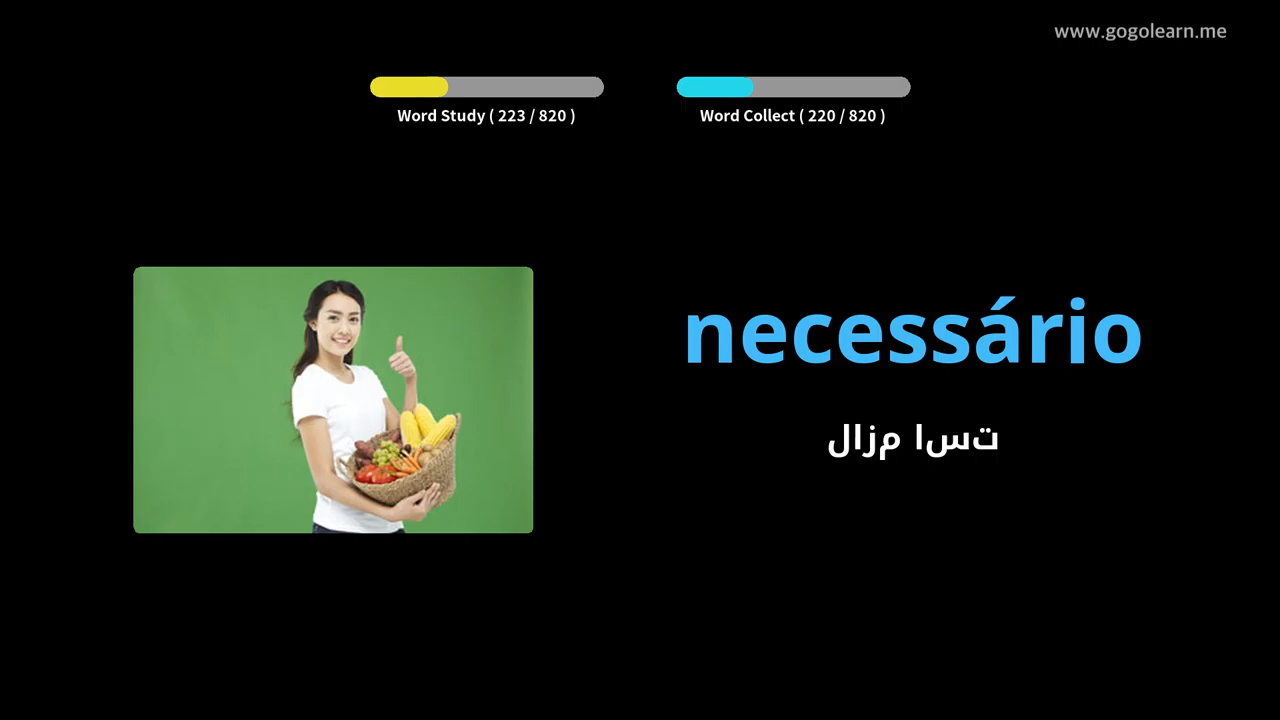 www.gogolearn.me
Word Study ( 223 / 820 )
Word Collect ( 220 / 820 )
necessário
لازم است